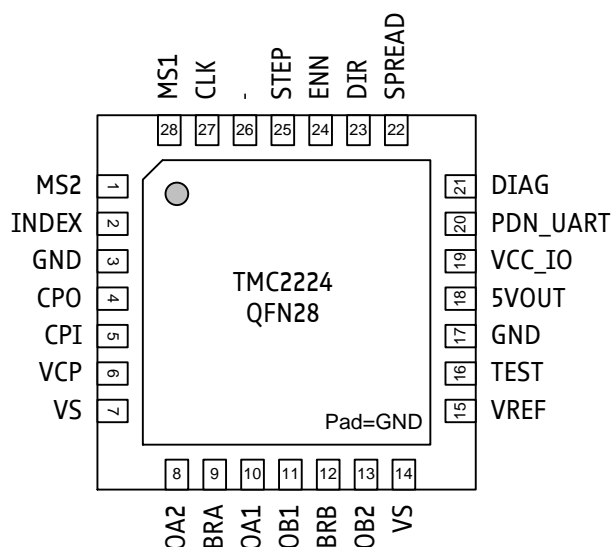 MS1
CLK
-
STEP
ENN
DIR
SPREAD
28
27
26
25
24
23
22
MS2 1
INDEX 2
GND 3
CPO 4
CPI 5
VCP 6
VS 7
21 DIAG
20 PDN_UART
19 VCC_IO
18 5VOUT
17 GND
16 TEST
15 VREF
TMC2224
QFN28
Pad=GND
8
9
10
11
12
13
14
OA2
BRA
OA1
OB1
BRB
OB2
VS